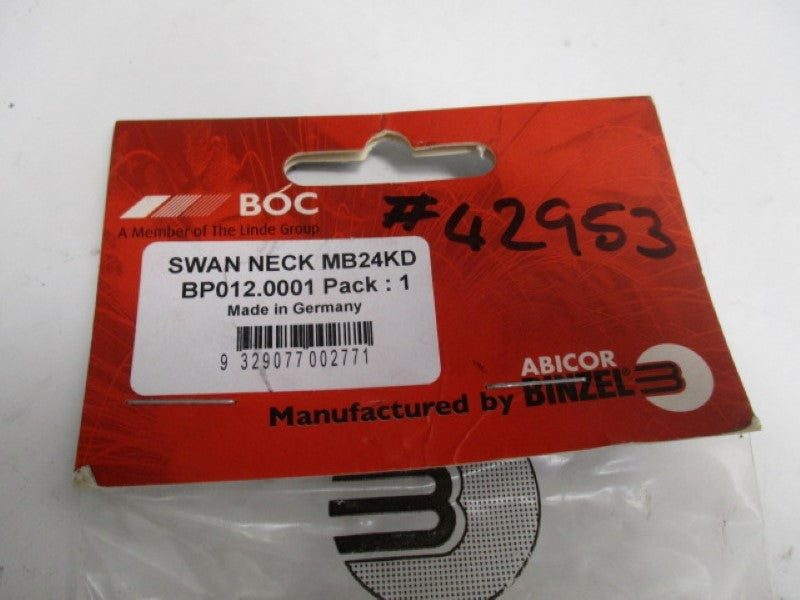 BOC
A Member of The Linde Group
#42953
SWAN NECK MB24KD
BP012.0001 Pack : 1
Made in Germany
9 329077 002771
Manufactured by ABICOR BINZEL®